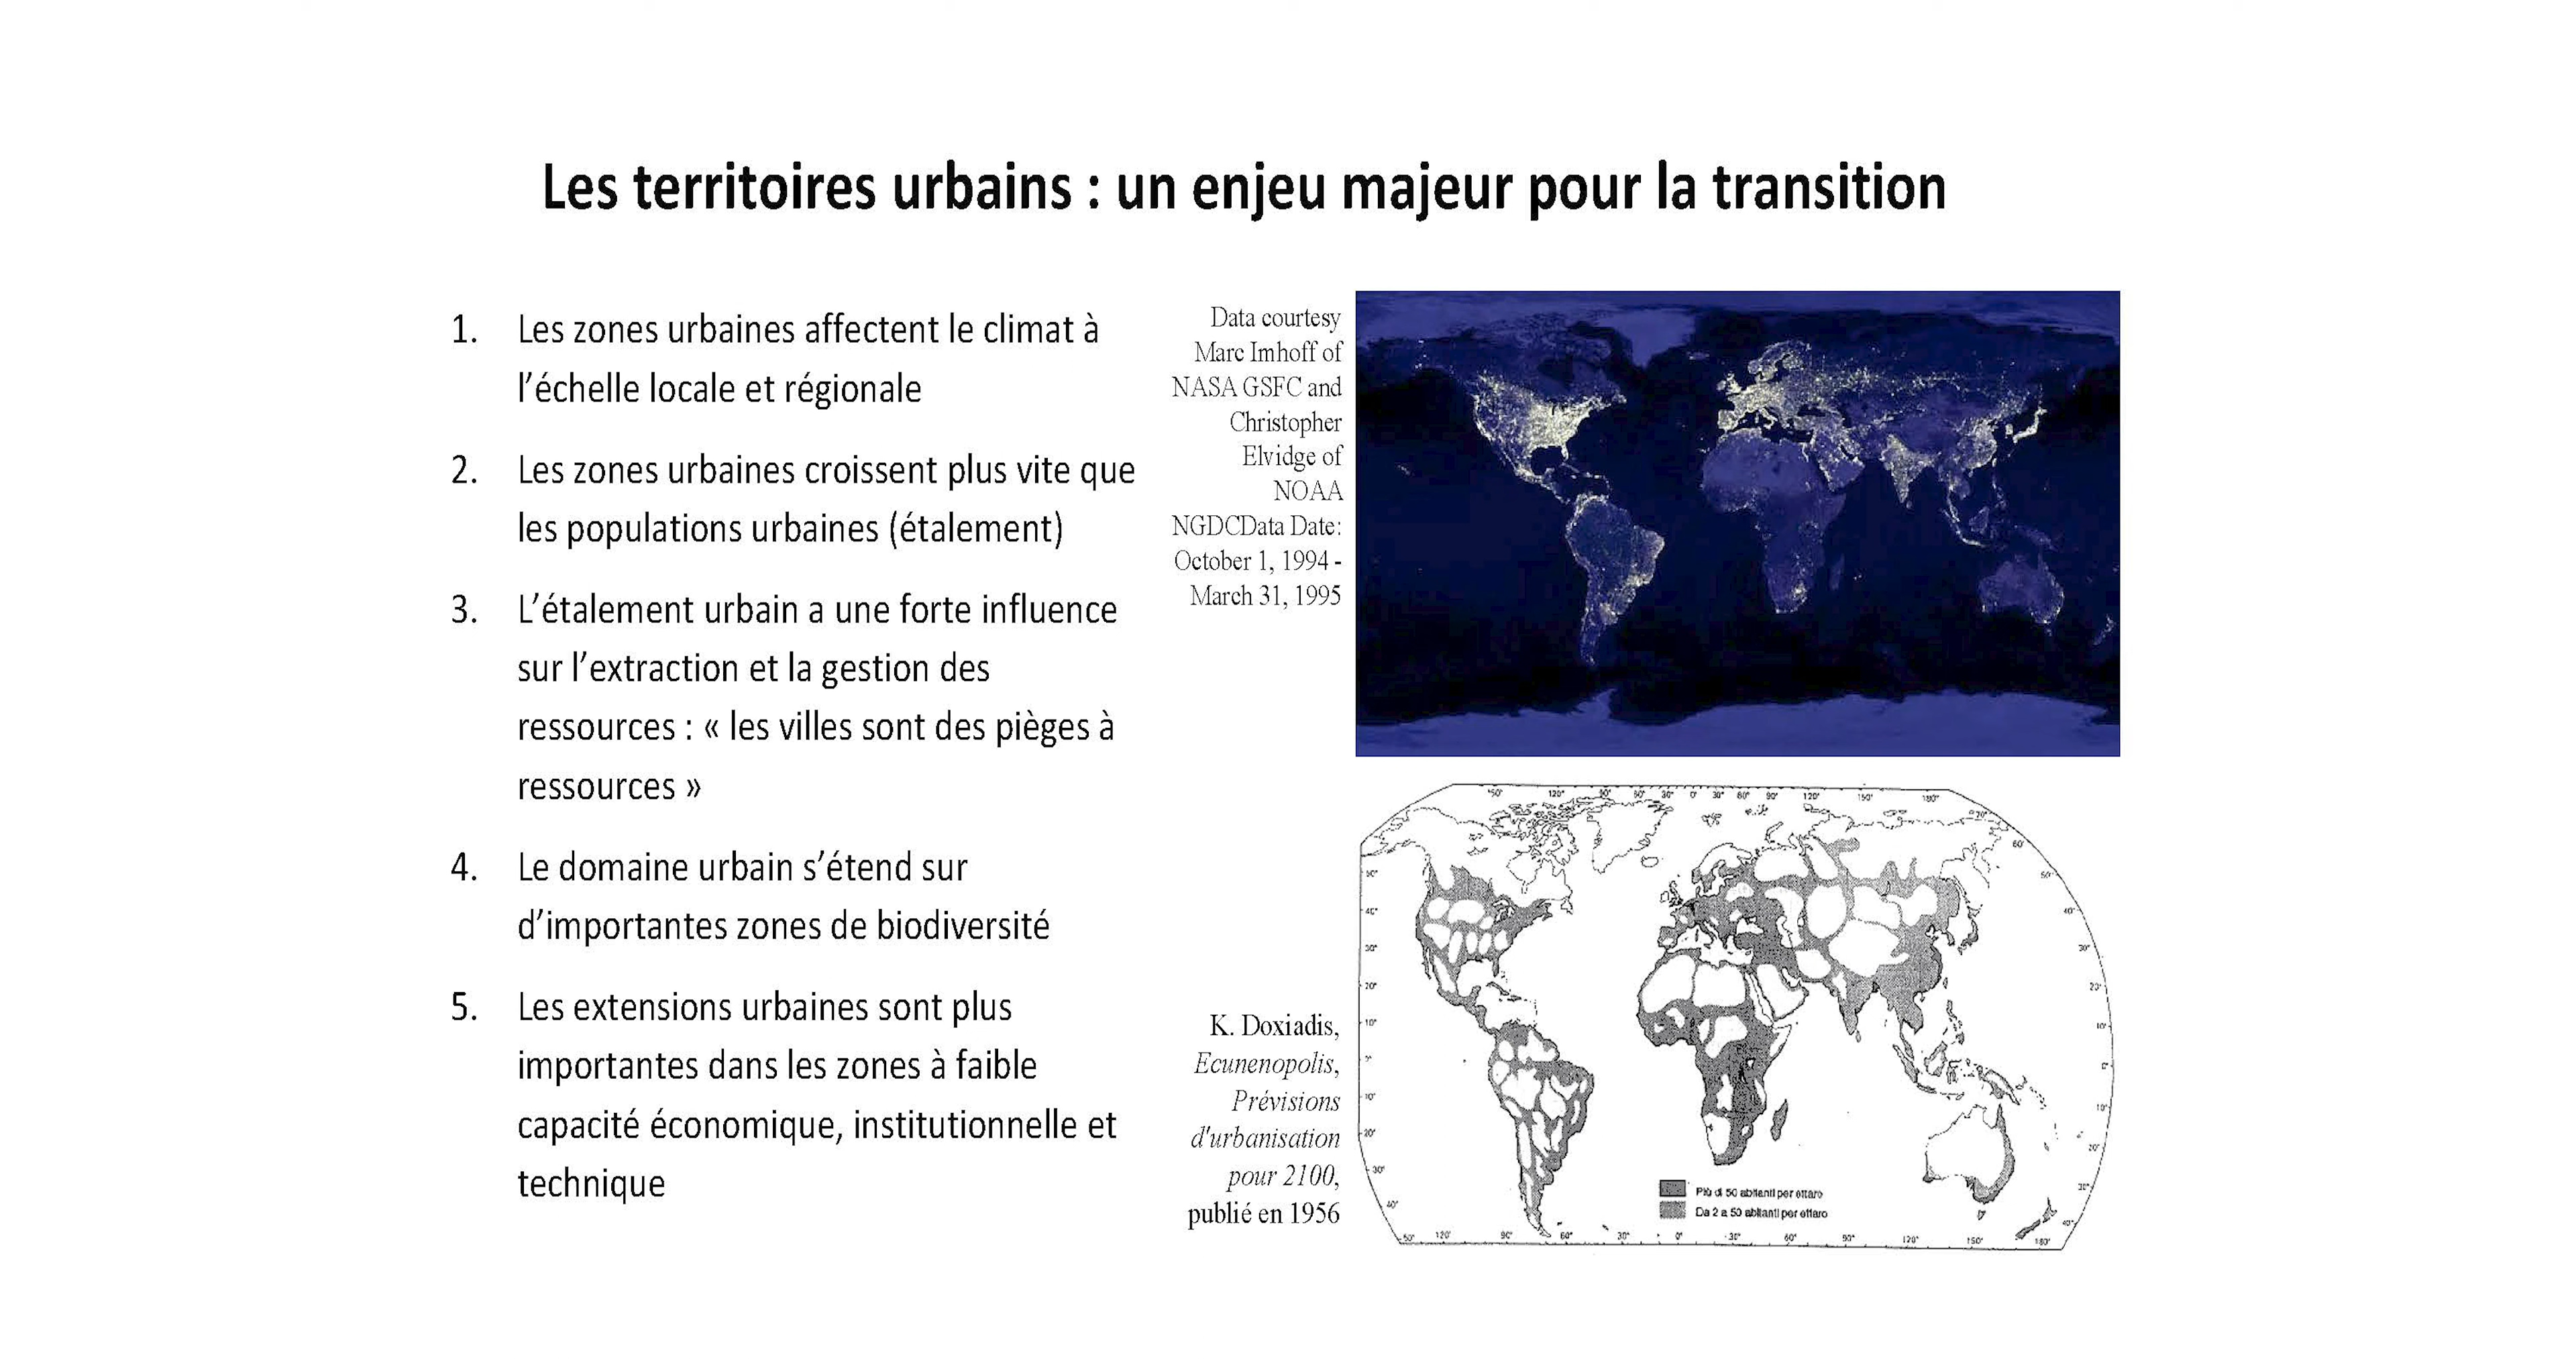 Les territoires urbains : un enjeu majeur pour la transition
1. Les zones urbaines affectent le climat à
l’échelle locale et régionale
2. Les zones urbaines croissent plus vite que
les populations urbaines (étalement)
3. L’étalement urbain a une forte influence
sur l’extraction et la gestion des
ressources : « les villes sont des pièges à
ressources »
4. Le domaine urbain s’étend sur
d’importantes zones de biodiversité
5. Les extensions urbaines sont plus
importantes dans les zones à faible
capacité économique, institutionnelle et
technique
Data courtesy
Marc Imhoff of
NASA GSFC and
Christopher
Elvidge of
NOAA
NGDCData Date:
October 1, 1994 -
March 31, 1995
K. Doxiadis,
Ecunenopolis,
Prévisions
d'urbanisation
pour 2100,
publié en 1956
Più di 50 abitanti per ettaro
Da 2 a 50 abitanti per ettaro